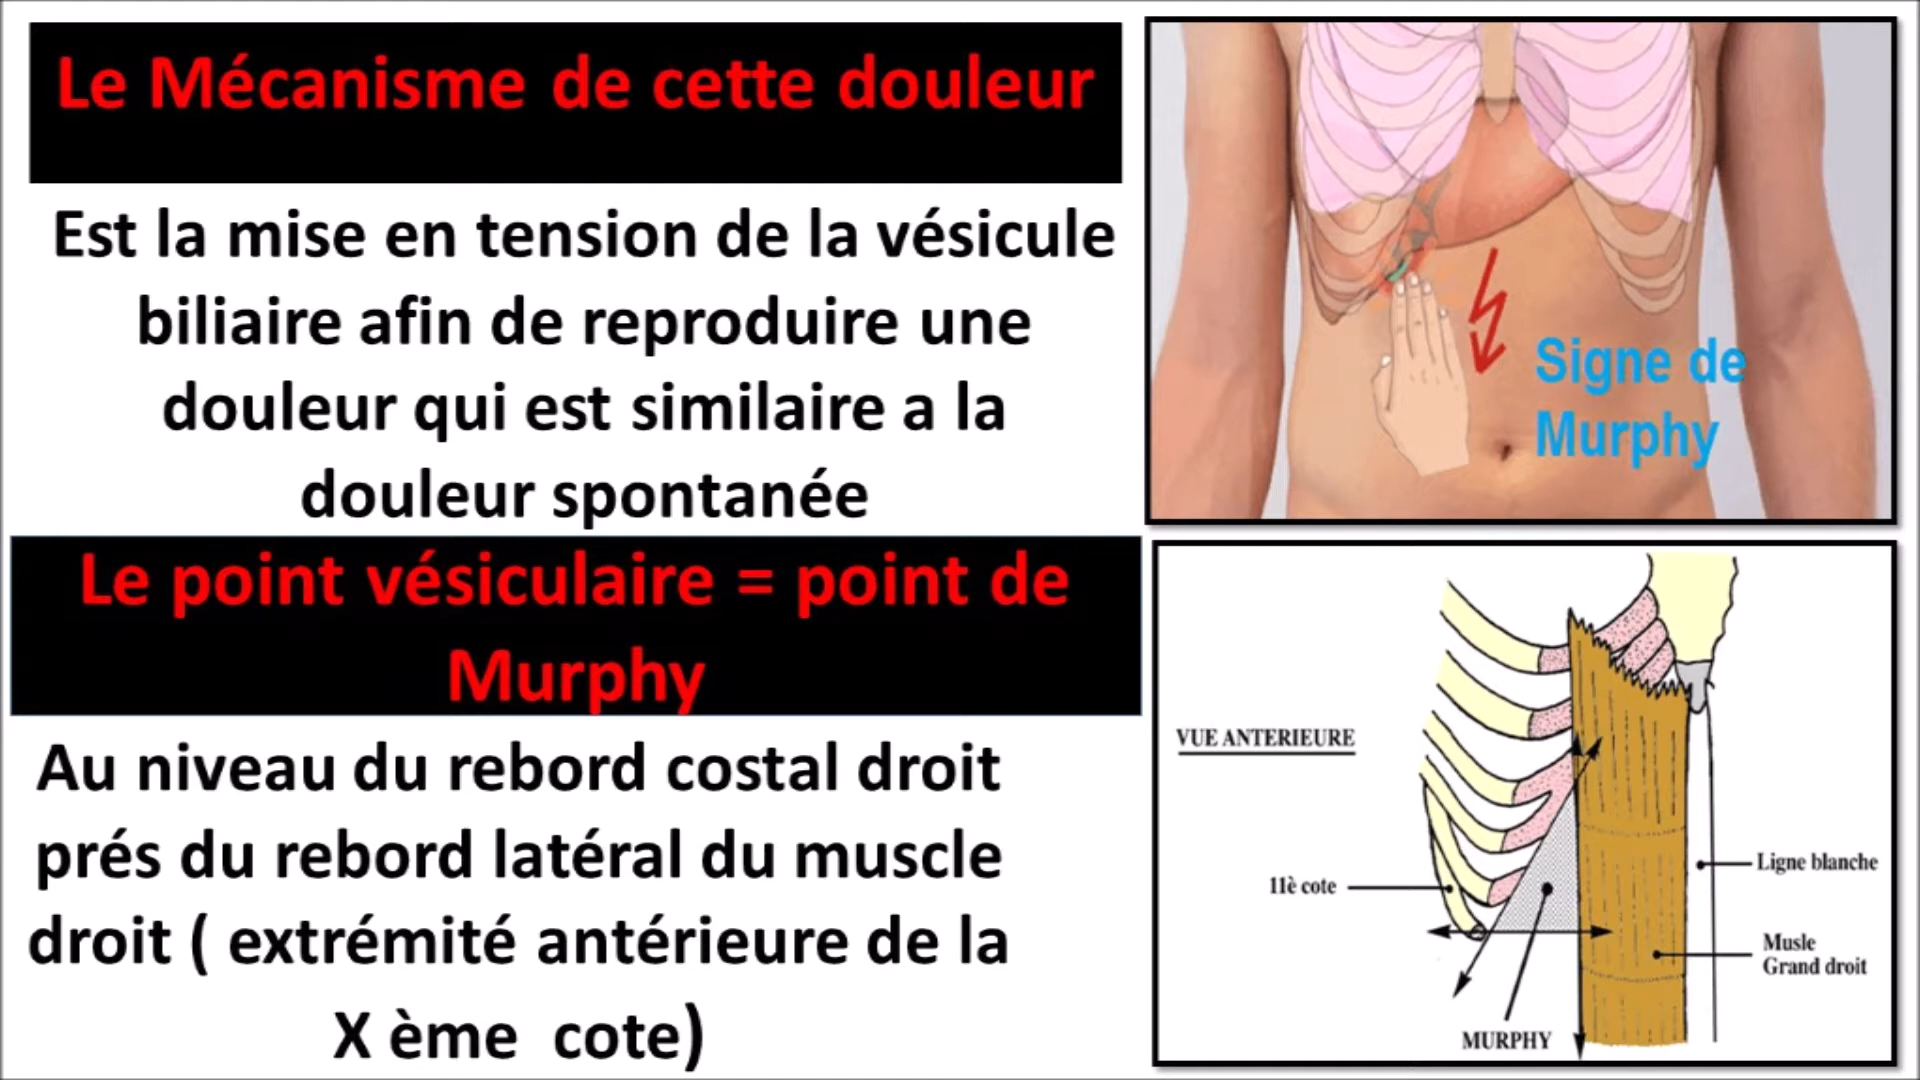 Le Mécanisme de cette douleur
Est la mise en tension de la vésicule
biliaire afin de reproduire une
douleur qui est similaire a la
douleur spontanée
Signe de
Murphy
Le point vésiculaire = point de
Murphy
Au niveau du rebord costal droit
prés du rebord latéral du muscle
droit ( extrémité antérieure de la
X ème cote)
VUE ANTERIEURE
11è cote
Ligne blanche
Musle
Grand droit
MURPHY